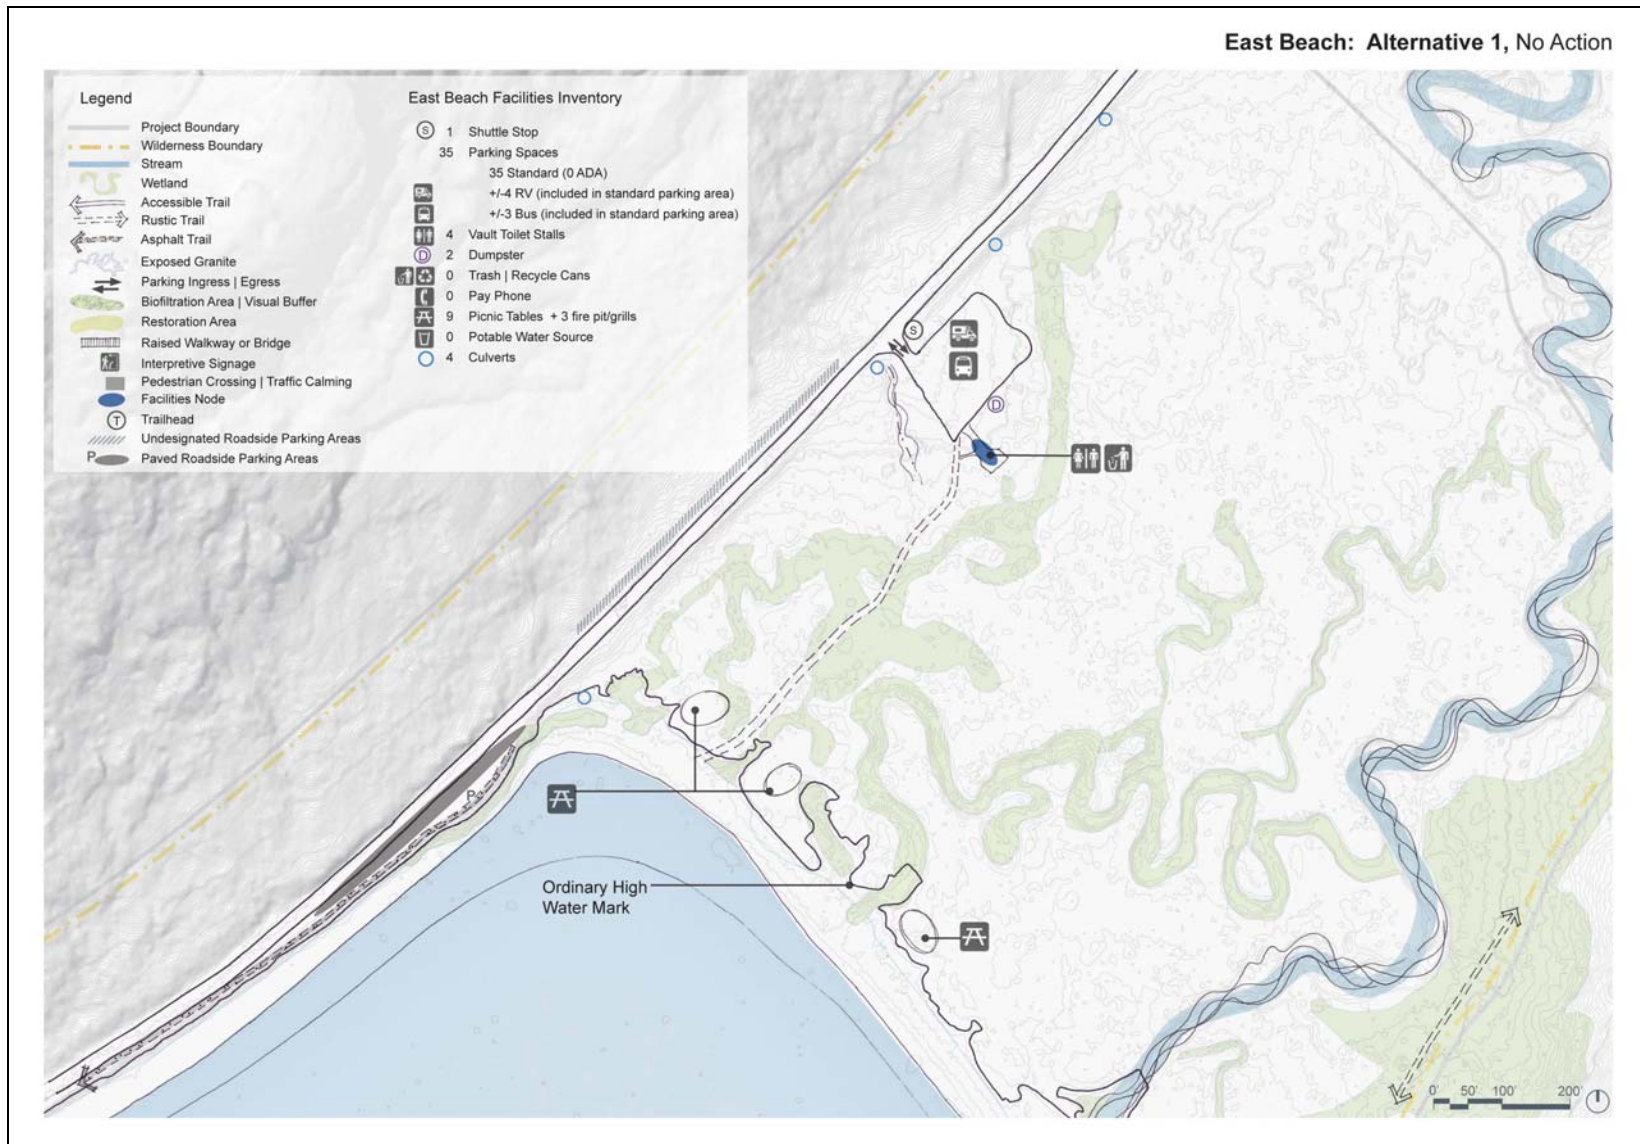 East Beach: Alternative 1, No Action
Legend
Project Boundary
Wilderness Boundary
Stream
Wetland
Accessible Trail
Rustic Trail
Asphalt Trail
Exposed Granite
Parking Ingress | Egress
Biofiltration Area | Visual Buffer
Restoration Area
Raised Walkway or Bridge
Interpretive Signage
Pedestrian Crossing | Traffic Calming
Facilities Node
T Trailhead
Undesignated Roadside Parking Areas
P Paved Roadside Parking Areas
East Beach Facilities Inventory
S 1 Shuttle Stop
35 Parking Spaces
35 Standard (0 ADA)
+/-4 RV (included in standard parking area)
+/-3 Bus (included in standard parking area)
4 Vault Toilet Stalls
D 2 Dumpster
0 Trash | Recycle Cans
0 Pay Phone
9 Picnic Tables + 3 fire pit/grills
0 Potable Water Source
4 Culverts
S
D
P
Ordinary High
Water Mark
0' 50' 100' 200'